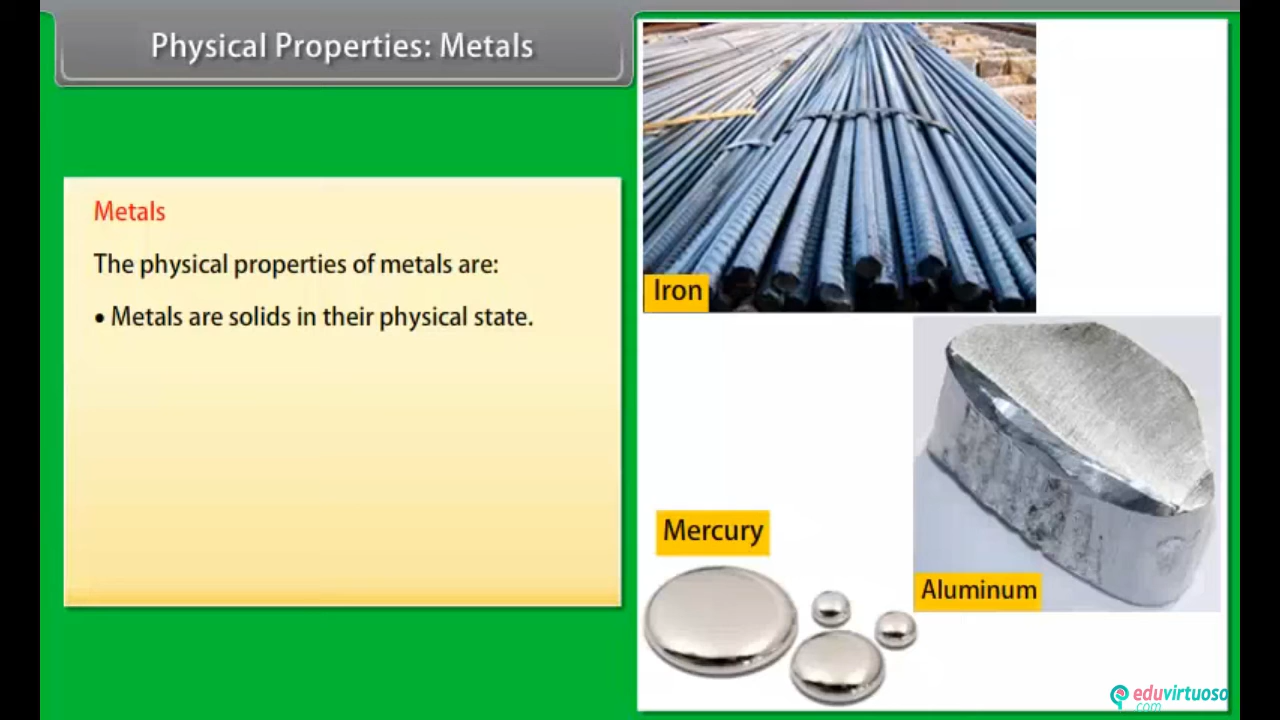 Physical Properties: Metals
Metals
The physical properties of metals are:
• Metals are solids in their physical state.
Iron
Mercury
Aluminum
eduvirtuoso
.com